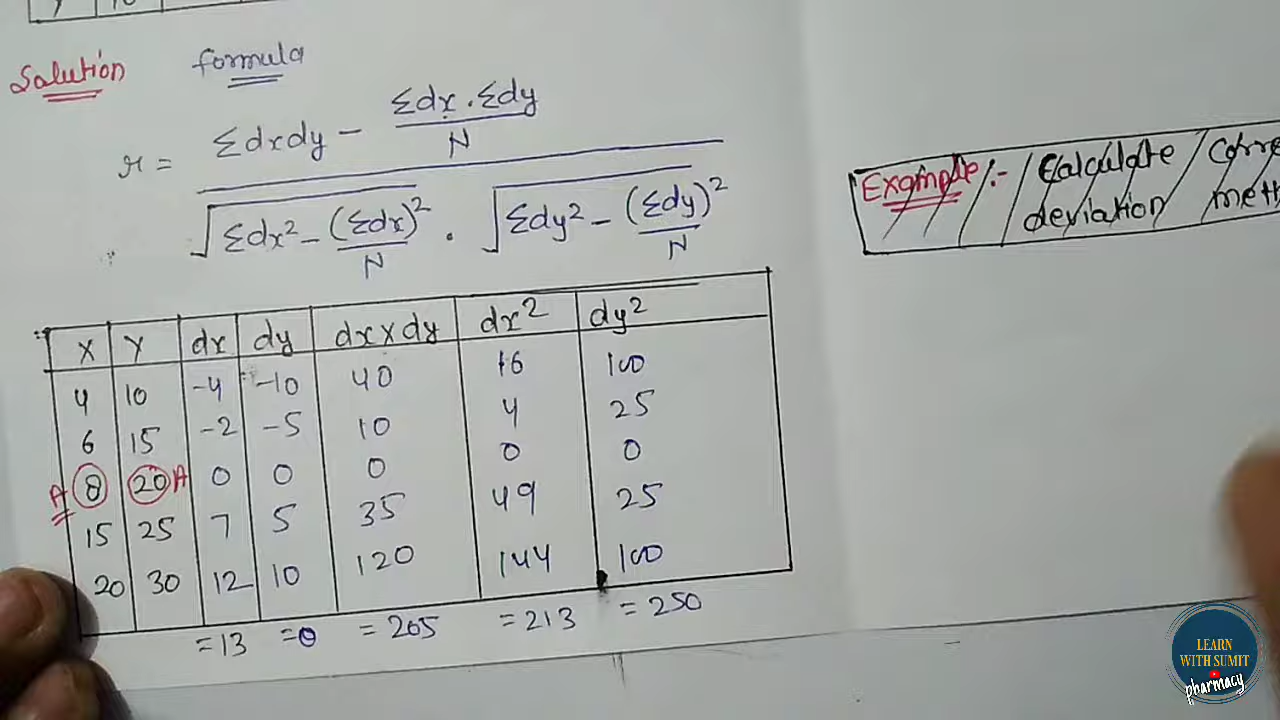 Y 10
Solution formula
r = Σdxdy - Σdx . Σdy / N
√Σdx² - (Σdx)² / N . √Σdy² - (Σdy)² / N
X Y dx dy dx x dy dx² dy²
4 10 -4 -10 40 16 100
6 15 -2 -5 10 4 25
A 8 20 A 0 0 0 0 0
15 25 7 5 35 49 25
20 30 12 10 120 144 100
= 13 = 0 = 205 = 213 = 250
Example :- Calculate
deviation
LEARN
WITH SUMIT
pharmacy